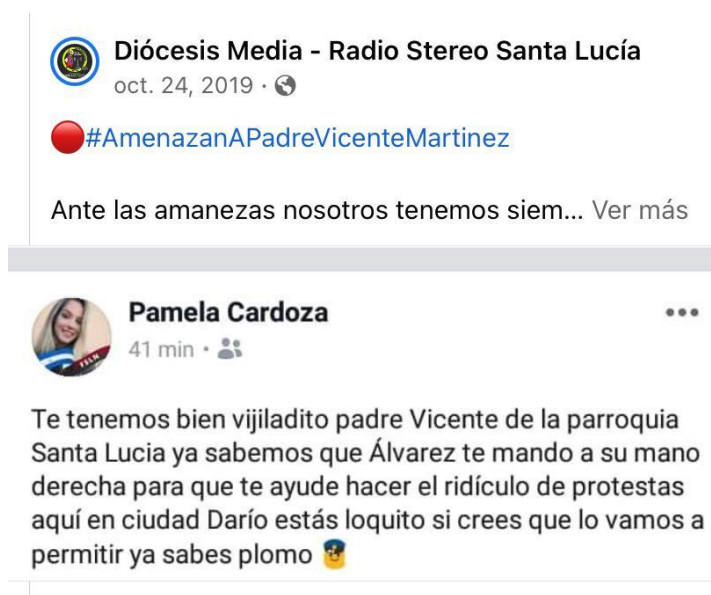 Diócesis Media - Radio Stereo Santa Lucía
oct. 24, 2019 ·
#AmenazanAPadreVicenteMartinez
Ante las amanezas nosotros tenemos siem... Ver más
Pamela Cardoza
41 min ·
FSLN
Te tenemos bien vijiladito padre Vicente de la parroquia
Santa Lucia ya sabemos que Álvarez te mando a su mano
derecha para que te ayude hacer el ridículo de protestas
aquí en ciudad Darío estás loquito si crees que lo vamos a
permitir ya sabes plomo